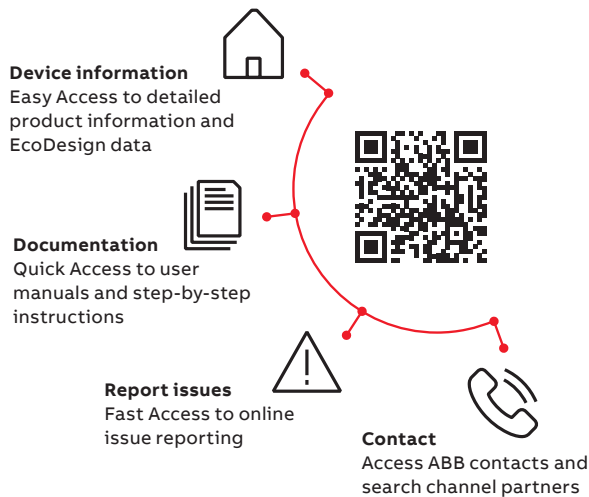 Device information
Easy Access to detailed
product information and
EcoDesign data
Documentation
Quick Access to user
manuals and step-by-step
instructions
Report issues
Fast Access to online
issue reporting
Contact
Access ABB contacts and
search channel partners